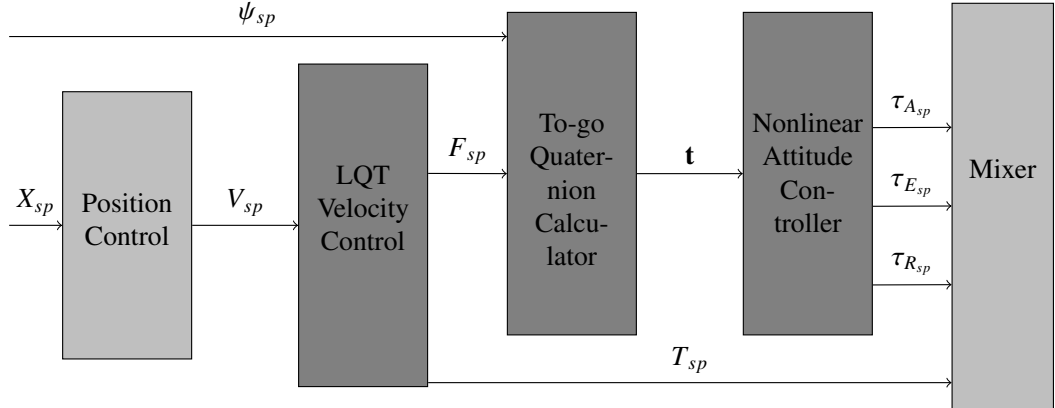 ψ_sp
X_sp
Position
Control
V_sp
LQT
Velocity
Control
F_sp
To-go
Quater-
nion
Calcu-
lator
t
Nonlinear
Attitude
Con-
troller
τ_A_sp
τ_E_sp
τ_R_sp
T_sp
Mixer